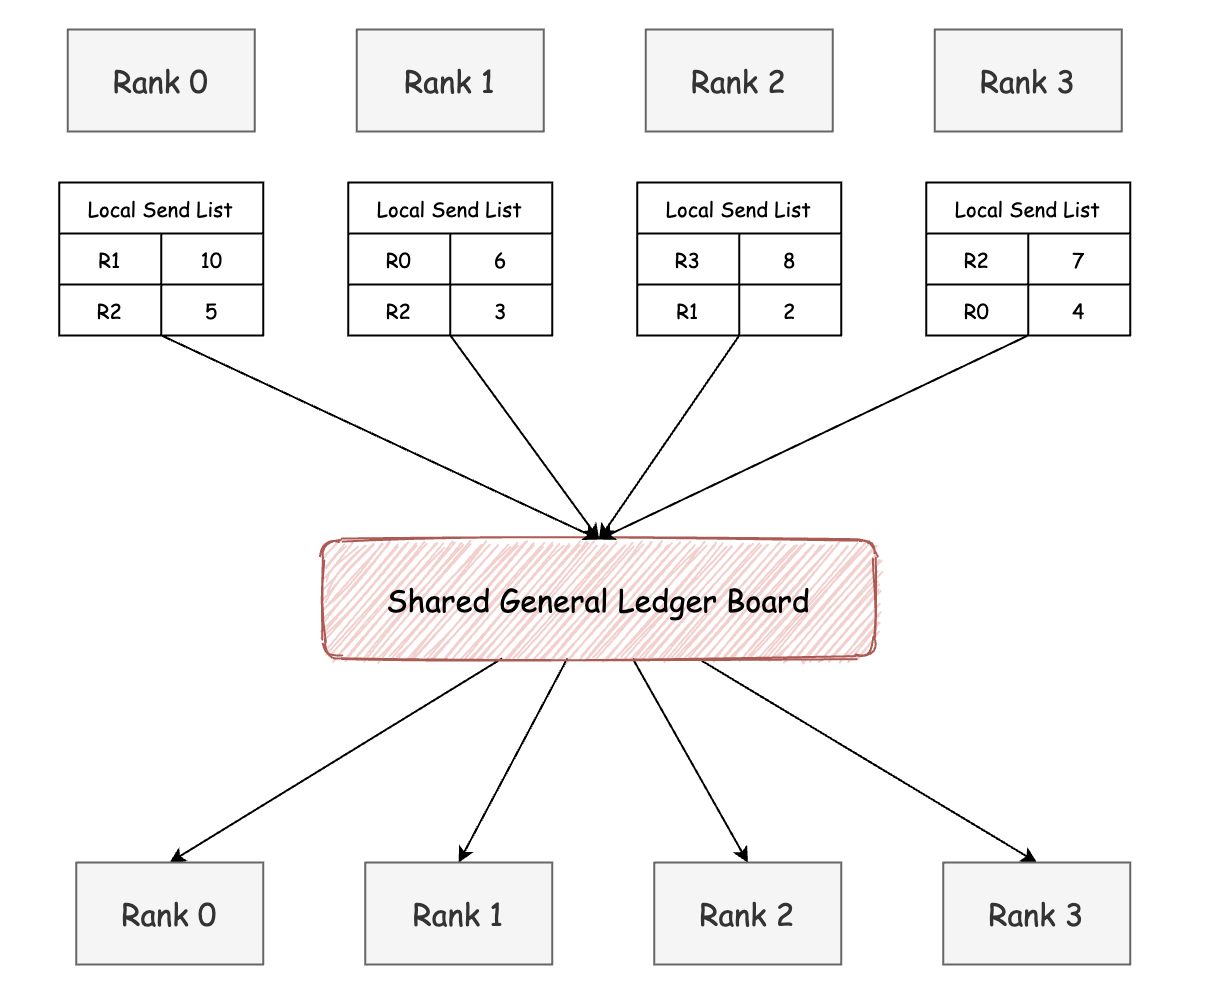 Rank 0
Rank 1
Rank 2
Rank 3
Local Send List
R1 10
R2 5
Local Send List
R0 6
R2 3
Local Send List
R3 8
R1 2
Local Send List
R2 7
R0 4
Shared General Ledger Board
Rank 0
Rank 1
Rank 2
Rank 3